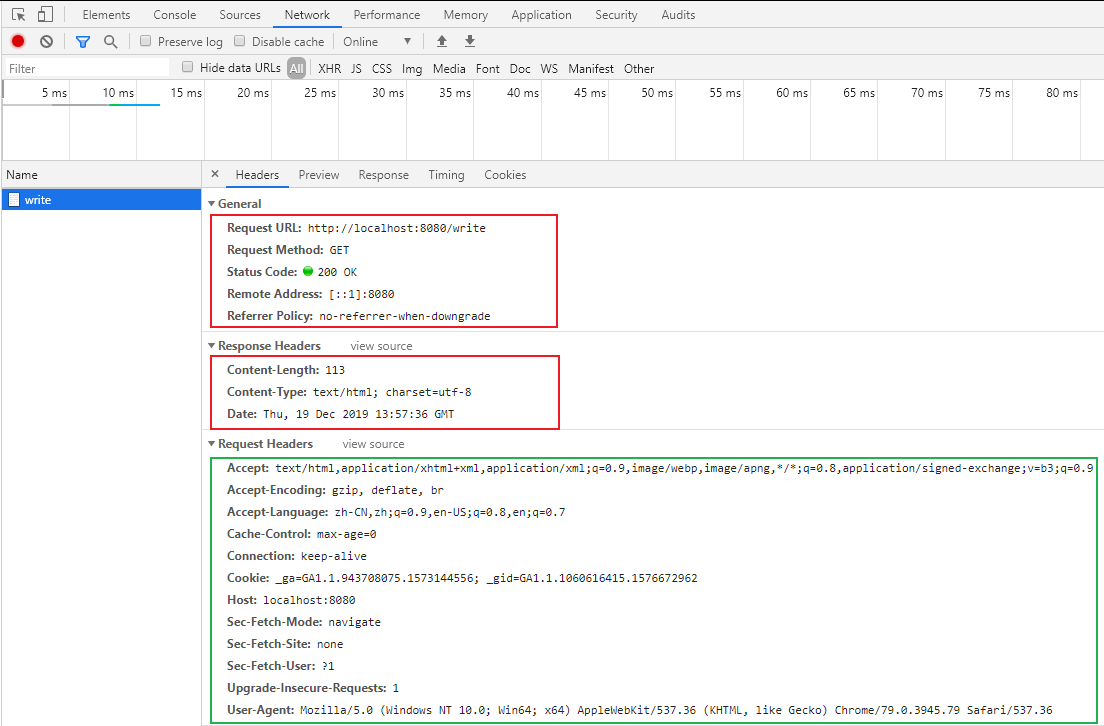 Elements Console Sources Network Performance Memory Application Security Audits
Preserve log Disable cache Online
Filter Hide data URLs All XHR JS CSS Img Media Font Doc WS Manifest Other
5 ms 10 ms 15 ms 20 ms 25 ms 30 ms 35 ms 40 ms 45 ms 50 ms 55 ms 60 ms 65 ms 70 ms 75 ms 80 ms
Name × Headers Preview Response Timing Cookies
write
General
Request URL: http://localhost:8080/write
Request Method: GET
Status Code: 200 OK
Remote Address: [::1]:8080
Referrer Policy: no-referrer-when-downgrade
Response Headers view source
Content-Length: 113
Content-Type: text/html; charset=utf-8
Date: Thu, 19 Dec 2019 13:57:36 GMT
Request Headers view source
Accept: text/html,application/xhtml+xml,application/xml;q=0.9,image/webp,image/apng,*/*;q=0.8,application/signed-exchange;v=b3;q=0.9
Accept-Encoding: gzip, deflate, br
Accept-Language: zh-CN,zh;q=0.9,en-US;q=0.8,en;q=0.7
Cache-Control: max-age=0
Connection: keep-alive
Cookie: _ga=GA1.1.943708075.1573144556; _gid=GA1.1.1060616415.1576672962
Host: localhost:8080
Sec-Fetch-Mode: navigate
Sec-Fetch-Site: none
Sec-Fetch-User: ?1
Upgrade-Insecure-Requests: 1
User-Agent: Mozilla/5.0 (Windows NT 10.0; Win64; x64) AppleWebKit/537.36 (KHTML, like Gecko) Chrome/79.0.3945.79 Safari/537.36